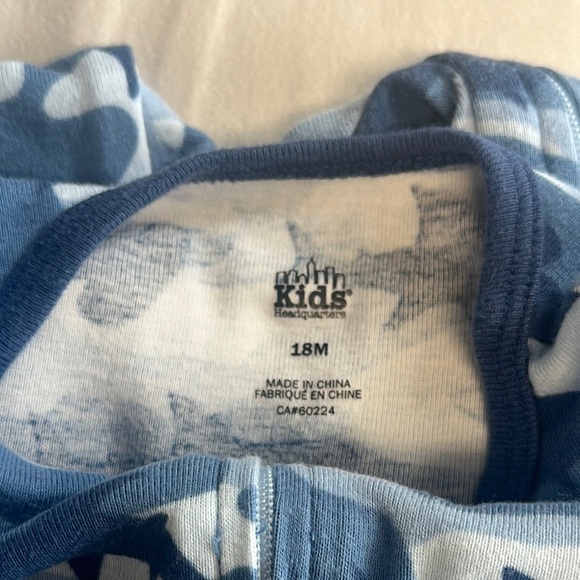 Kids®
Headquarters
18M
MADE IN CHINA
FABRIQUÉ EN CHINE
CA#60224